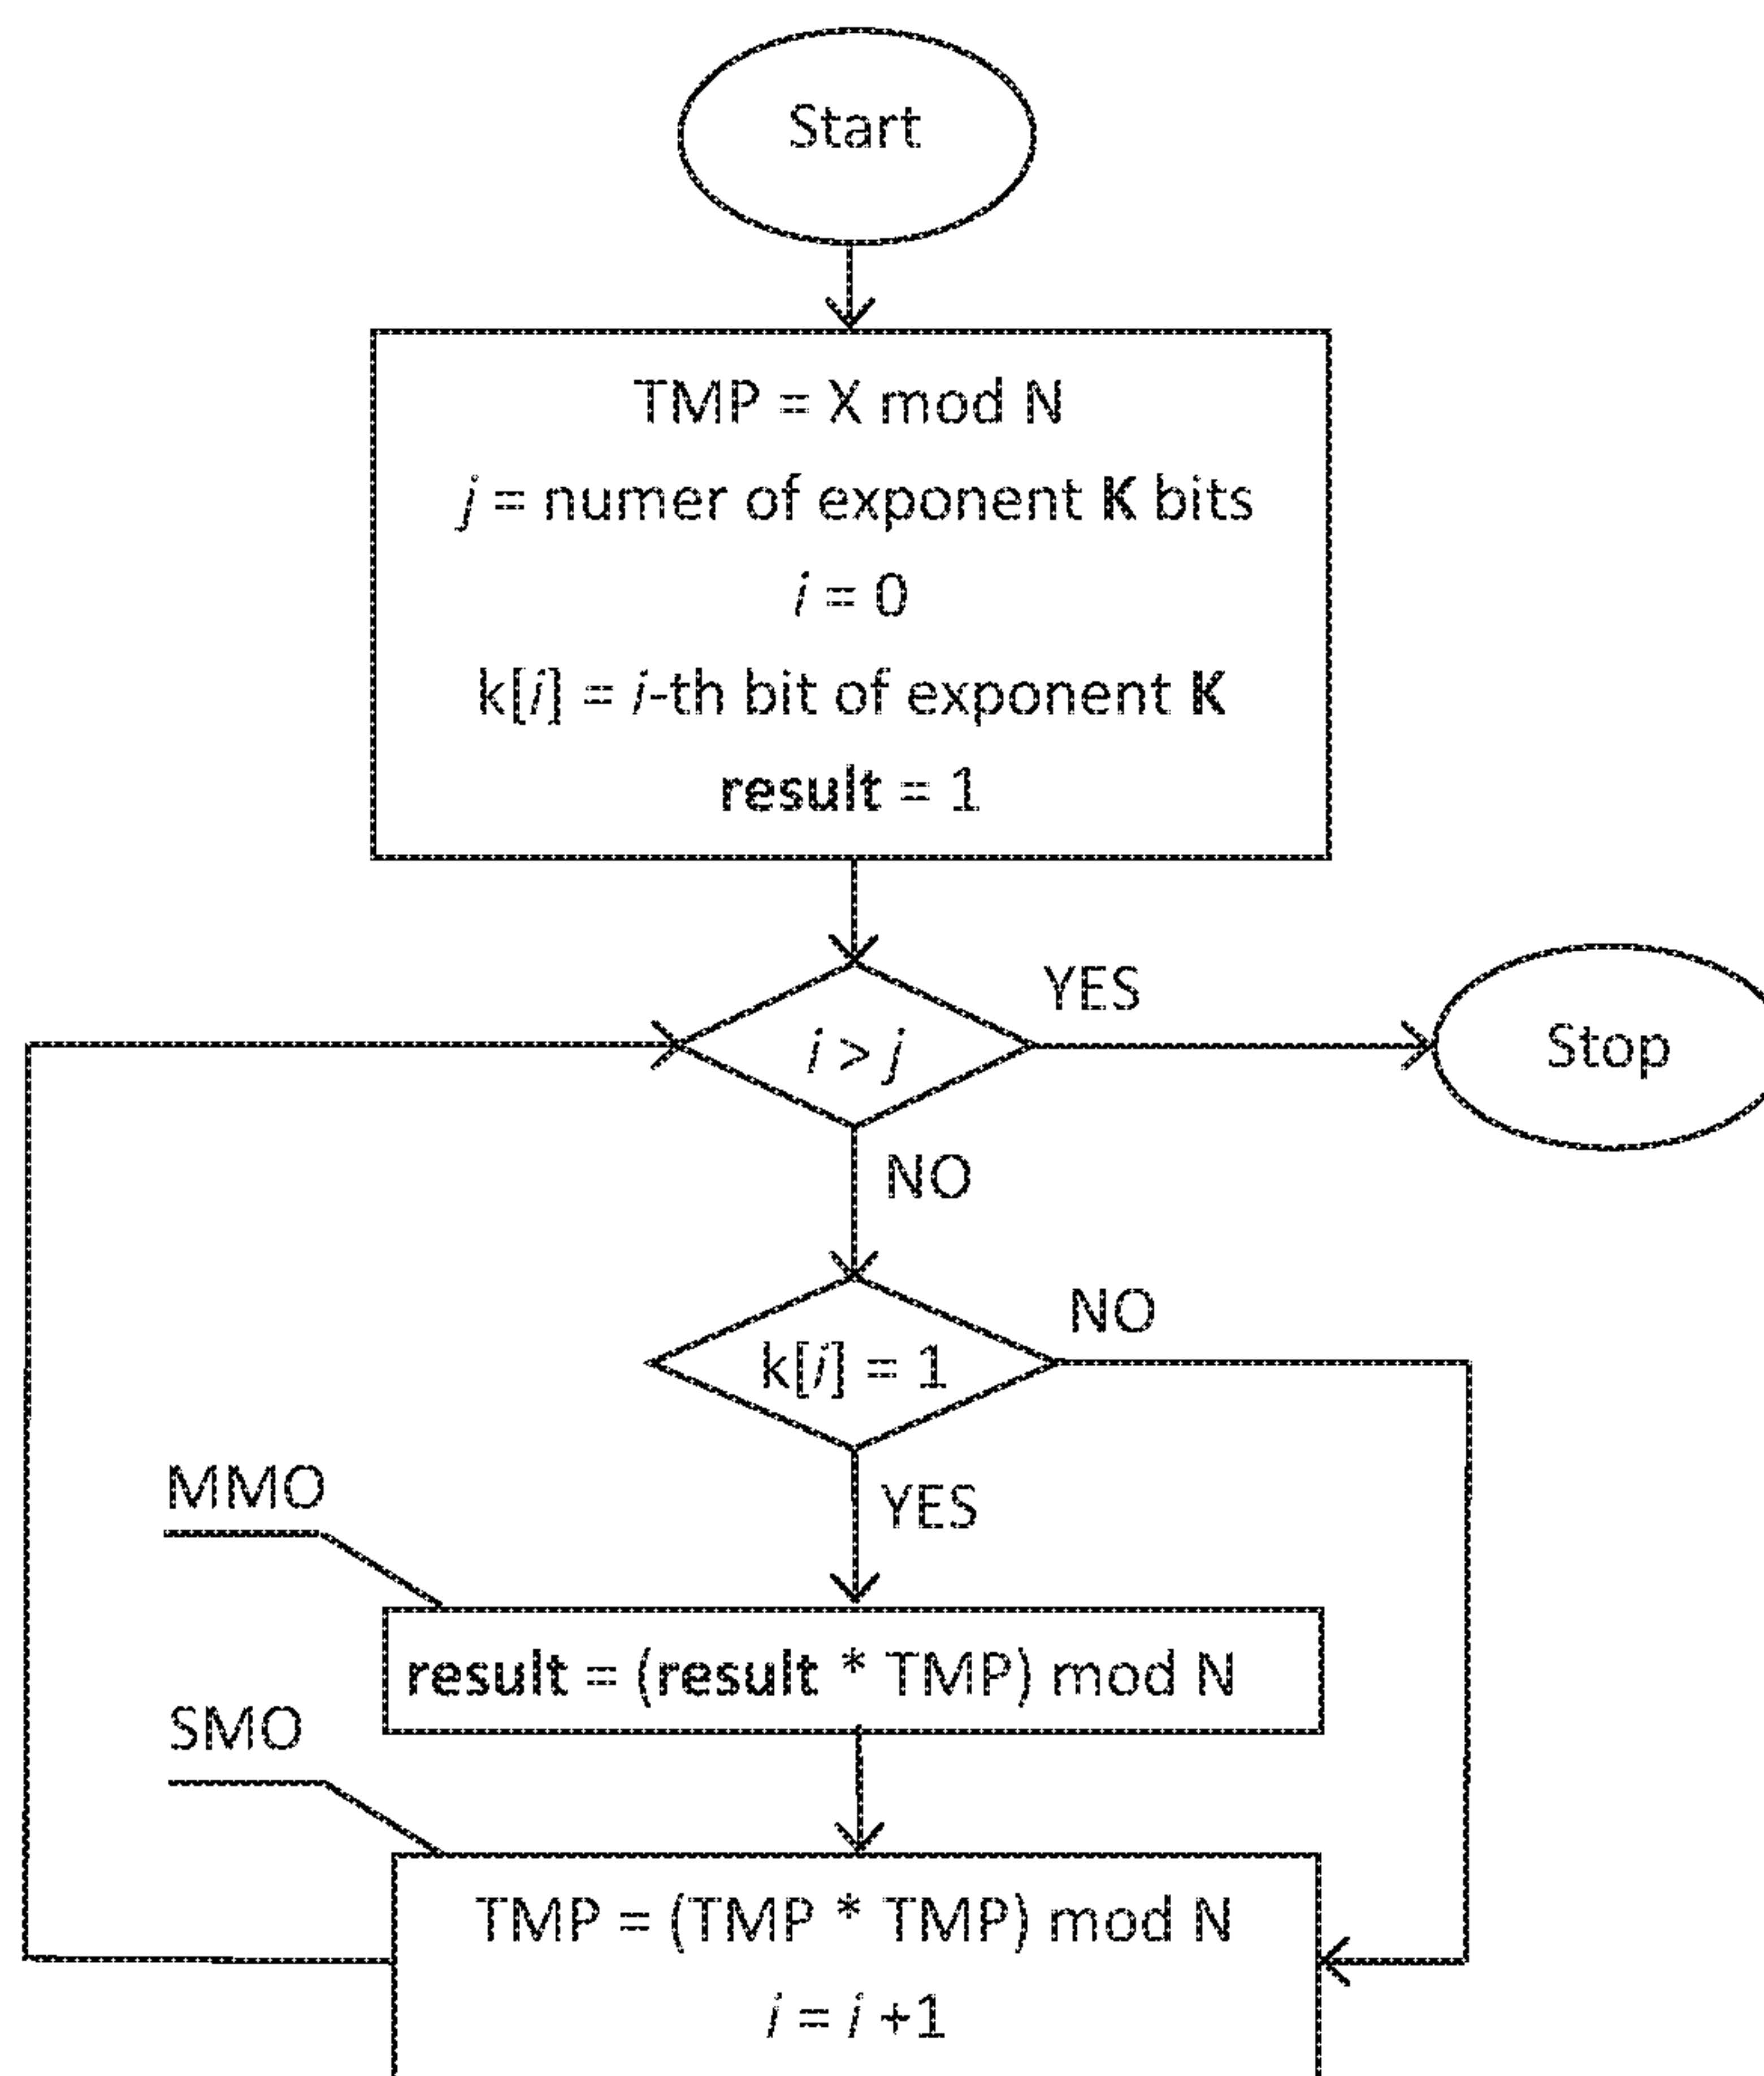 Start
TMP = X mod N
j = numer of exponent K bits
i = 0
k[i] = i-th bit of exponent K
result = 1
i > j
YES
Stop
NO
k[i] = 1
NO
YES
MMO
result = (result * TMP) mod N
SMO
TMP = (TMP * TMP) mod N
i = i +1